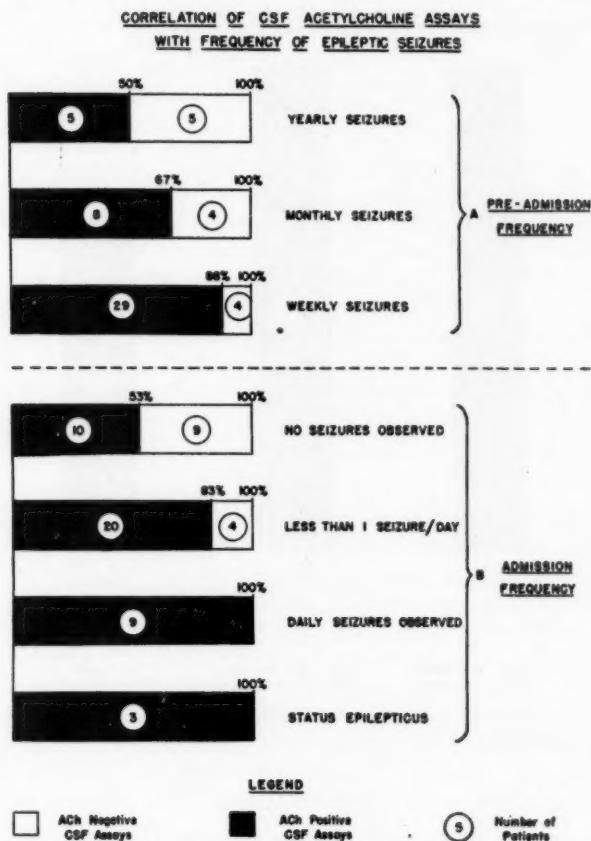 CORRELATION OF CSF ACETYLCHOLINE ASSAYS
WITH FREQUENCY OF EPILEPTIC SEIZURES
50% 100%
5 5 YEARLY SEIZURES
67% 100%
8 4 MONTHLY SEIZURES
A PRE-ADMISSION
FREQUENCY
88% 100%
29 4 WEEKLY SEIZURES
53% 100%
10 9 NO SEIZURES OBSERVED
83% 100%
20 4 LESS THAN 1 SEIZURE/DAY
B ADMISSION
FREQUENCY
100%
9 DAILY SEIZURES OBSERVED
100%
3 STATUS EPILEPTICUS
LEGEND
ACh Negative
CSF Assays
ACh Positive
CSF Assays
5 Number of
Patients